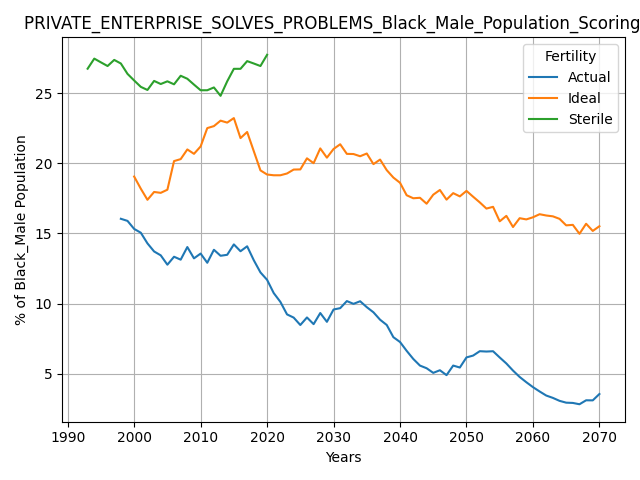 PRIVATE_ENTERPRISE_SOLVES_PROBLEMS_Black_Male_Population_Scoring
Fertility
Actual
Ideal
Sterile
% of Black_Male Population
25
20
15
10
5
1990 2000 2010 2020 2030 2040 2050 2060 2070
Years